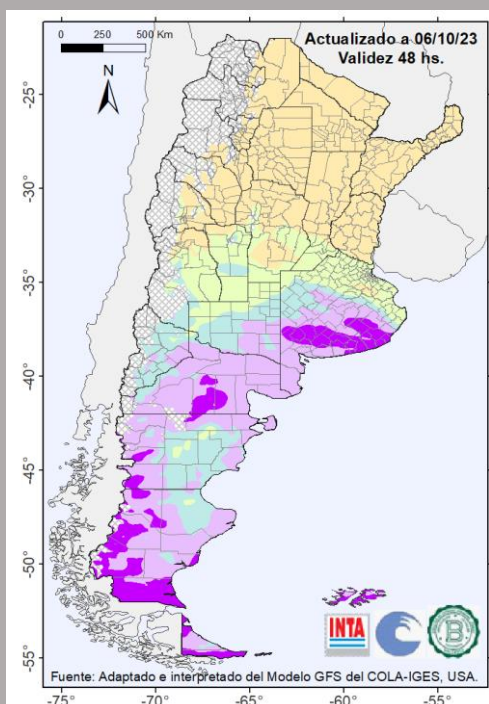 0 250 500 Km
Actualizado a 06/10/23
Validez 48 hs.
N
25°
30°
35°
40°
45°
50°
55°
INTA
B
Fuente: Adaptado e interpretado del Modelo GFS del COLA-IGES, USA.
-75° -70° -65° -60° -55°